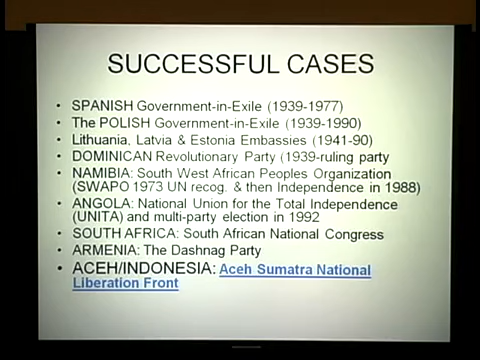 SUCCESSFUL CASES
• SPANISH Government-in-Exile (1939-1977)
• The POLISH Government-in-Exile (1939-1990)
• Lithuania, Latvia & Estonia Embassies (1941-90)
• DOMINICAN Revolutionary Party (1939-ruling party
• NAMIBIA: South West African Peoples Organization
(SWAPO 1973 UN recog. & then Independence in 1988)
• ANGOLA: National Union for the Total Independence
(UNITA) and multi-party election in 1992
• SOUTH AFRICA: South African National Congress
• ARMENIA: The Dashnag Party
• ACEH/INDONESIA: Aceh Sumatra National
Liberation Front